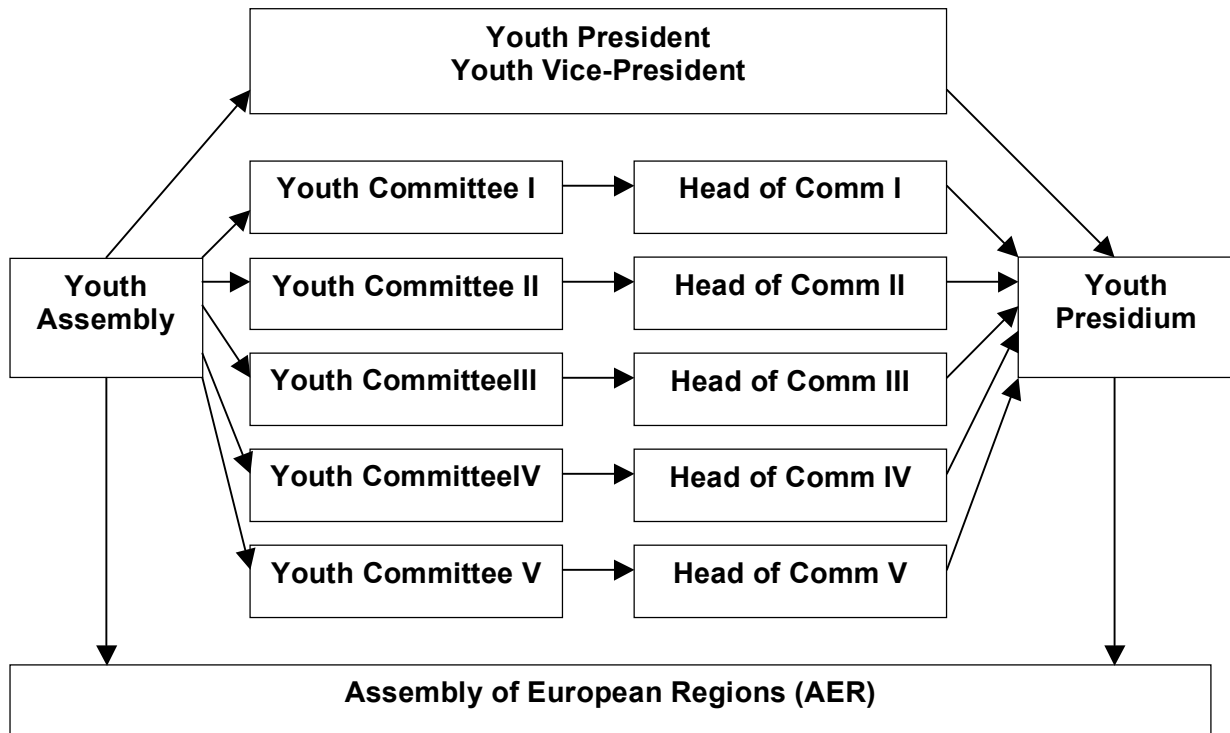 Youth President
Youth Vice-President
Youth Committee I
Head of Comm I
Youth
Assembly
Youth Committee II
Head of Comm II
Youth
Presidium
Youth CommitteeIII
Head of Comm III
Youth CommitteeIV
Head of Comm IV
Youth Committee V
Head of Comm V
Assembly of European Regions (AER)